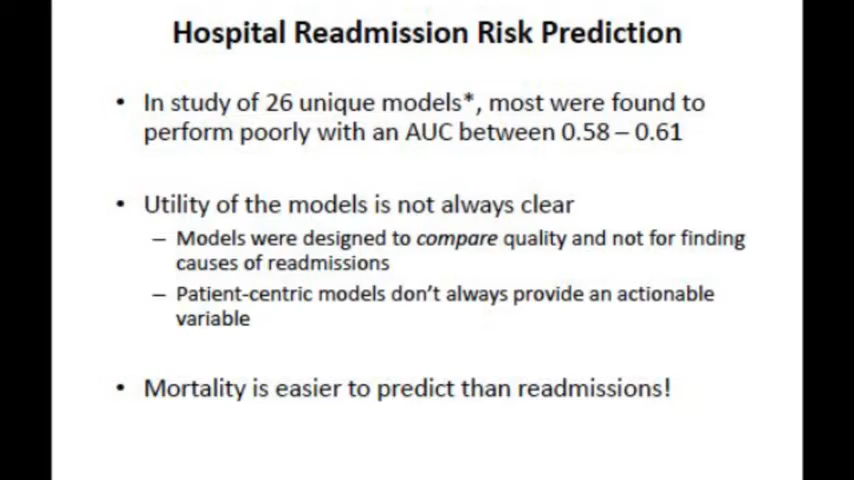 Hospital Readmission Risk Prediction
• In study of 26 unique models*, most were found to
perform poorly with an AUC between 0.58 – 0.61
• Utility of the models is not always clear
– Models were designed to compare quality and not for finding
causes of readmissions
– Patient-centric models don't always provide an actionable
variable
• Mortality is easier to predict than readmissions!